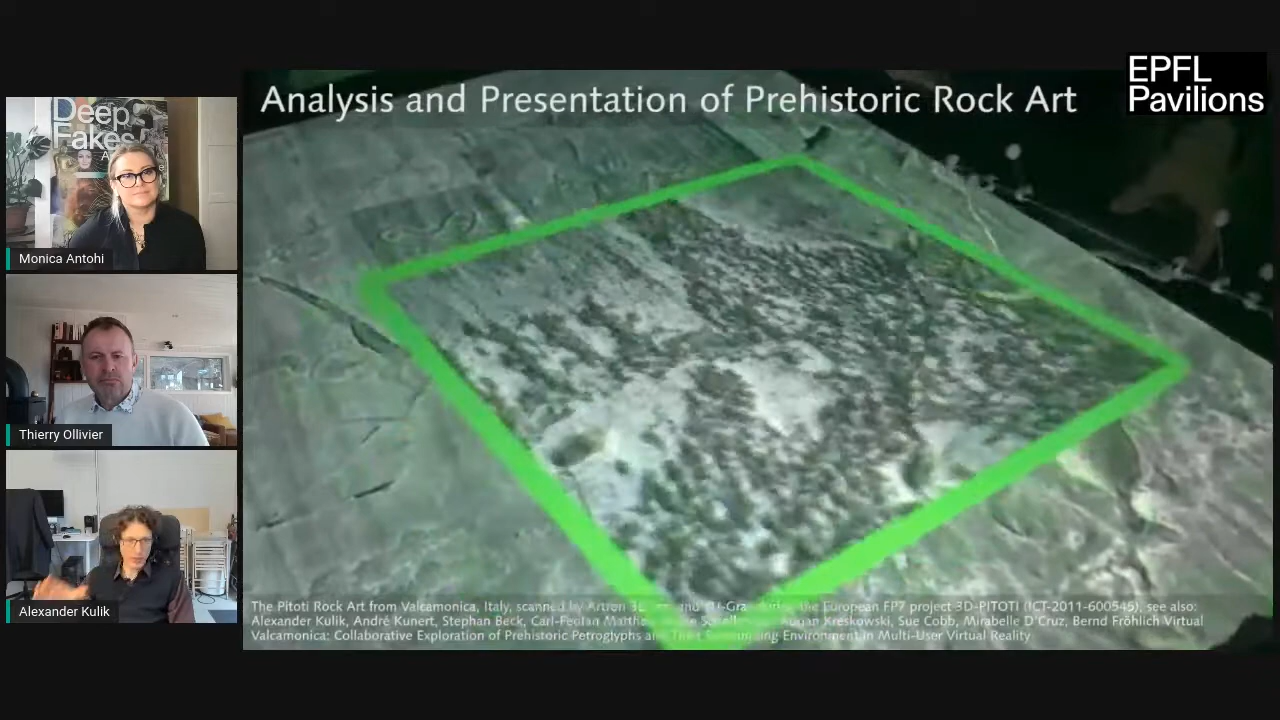 Analysis and Presentation of Prehistoric Rock Art
EPFL
Pavilions
Deep
Fakes
Monica Antohi
Thierry Ollivier
Alexander Kulik
The Pitoti Rock Art from Valcamonica, Italy, scanned by the European FP7 project 3D-PITOTI (ICT-2011-600545), see also:
Alexander Kulik, André Kunert, Stephan Beck, Kreskowski, Sue Cobb, Mirabelle D'Cruz, Bernd Fröhlich Virtual
Valcamonica: Collaborative Exploration of Prehistoric Petroglyphs and Their Surrounding Environment in Multi-User Virtual Reality